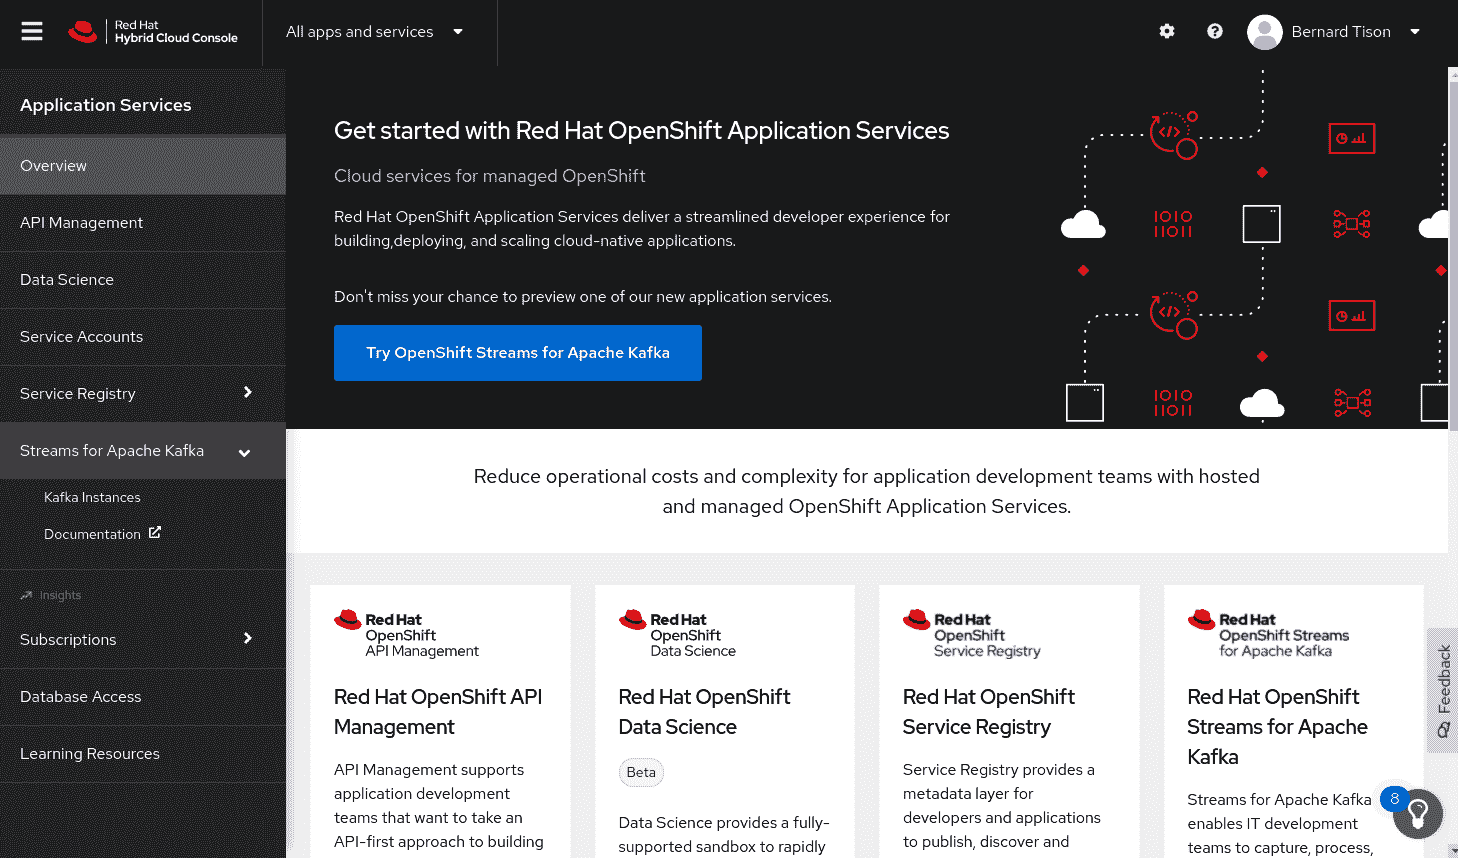 Red Hat
Hybrid Cloud Console
All apps and services
Bernard Tison
Application Services
Overview
API Management
Data Science
Service Accounts
Service Registry
Streams for Apache Kafka
Kafka Instances
Documentation
Insights
Subscriptions
Database Access
Learning Resources
Get started with Red Hat OpenShift Application Services
Cloud services for managed OpenShift
Red Hat OpenShift Application Services deliver a streamlined developer experience for
building,deploying, and scaling cloud-native applications.
Don't miss your chance to preview one of our new application services.
Try OpenShift Streams for Apache Kafka
Reduce operational costs and complexity for application development teams with hosted
and managed OpenShift Application Services.
Red Hat
OpenShift
API Management
Red Hat OpenShift API
Management
API Management supports
application development
teams that want to take an
API-first approach to building
Red Hat
OpenShift
Data Science
Red Hat OpenShift
Data Science
Beta
Data Science provides a fully-
supported sandbox to rapidly
Red Hat
OpenShift
Service Registry
Red Hat OpenShift
Service Registry
Service Registry provides a
metadata layer for
developers and applications
to publish, discover and
Red Hat
OpenShift Streams
for Apache Kafka
Red Hat OpenShift
Streams for Apache
Kafka
Streams for Apache Kafka
enables IT development
teams to capture, process,
Feedback
8